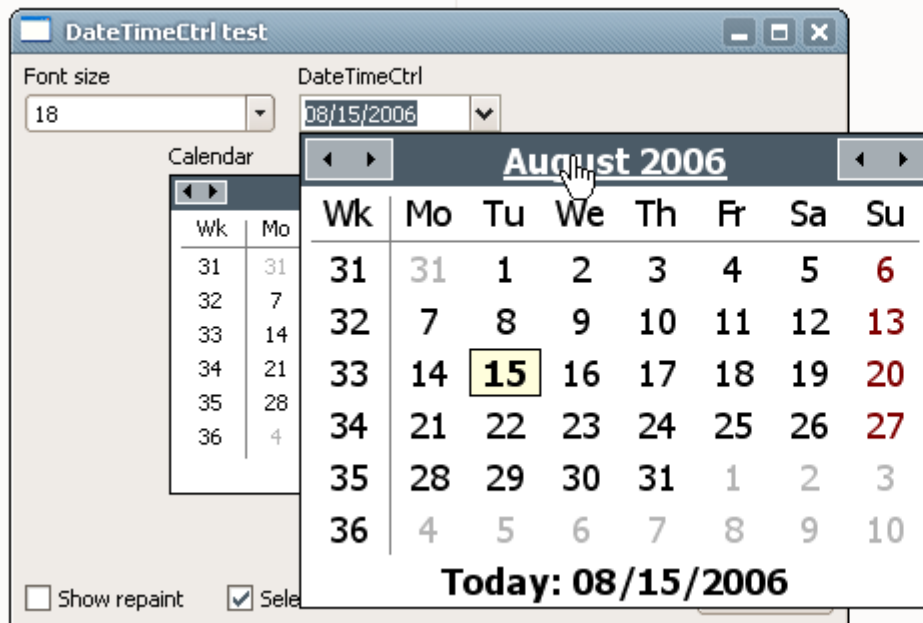 DateTimeCtrl test
Font size
DateTimeCtrl
18
08/15/2006
Calendar
August 2006
Wk Mo Tu We Th Fr Sa Su
31 31 1 2 3 4 5 6
32 7 8 9 10 11 12 13
33 14 15 16 17 18 19 20
34 21 22 23 24 25 26 27
35 28 29 30 31 1 2 3
36 4 5 6 7 8 9 10
Today: 08/15/2006
Wk Mo
31 31
32 7
33 14
34 21
35 28
36 4
Show repaint
Sele